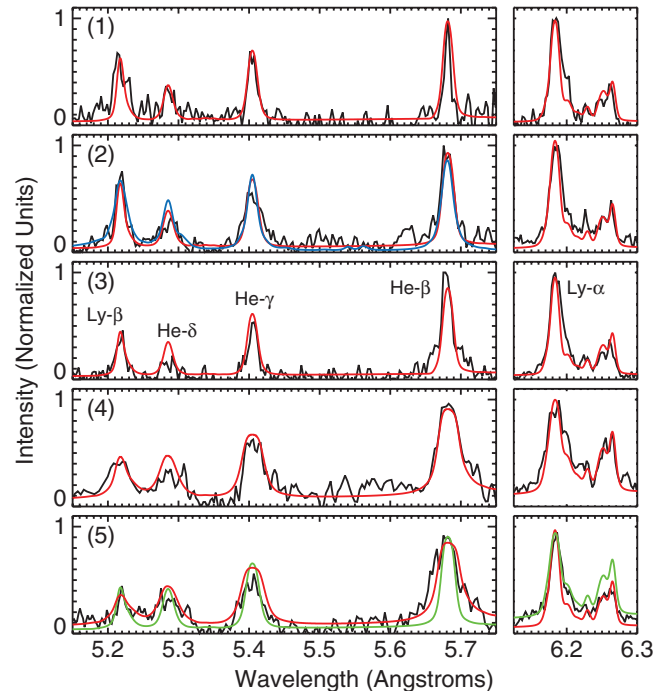 (1)
1
0
(2)
1
0
(3)
1
0
Ly-β
He-δ
He-γ
He-β
Ly-α
(4)
1
0
(5)
1
0
5.2 5.3 5.4 5.5 5.6 5.7 6.2 6.3
Wavelength (Angstroms)
Intensity (Normalized Units)